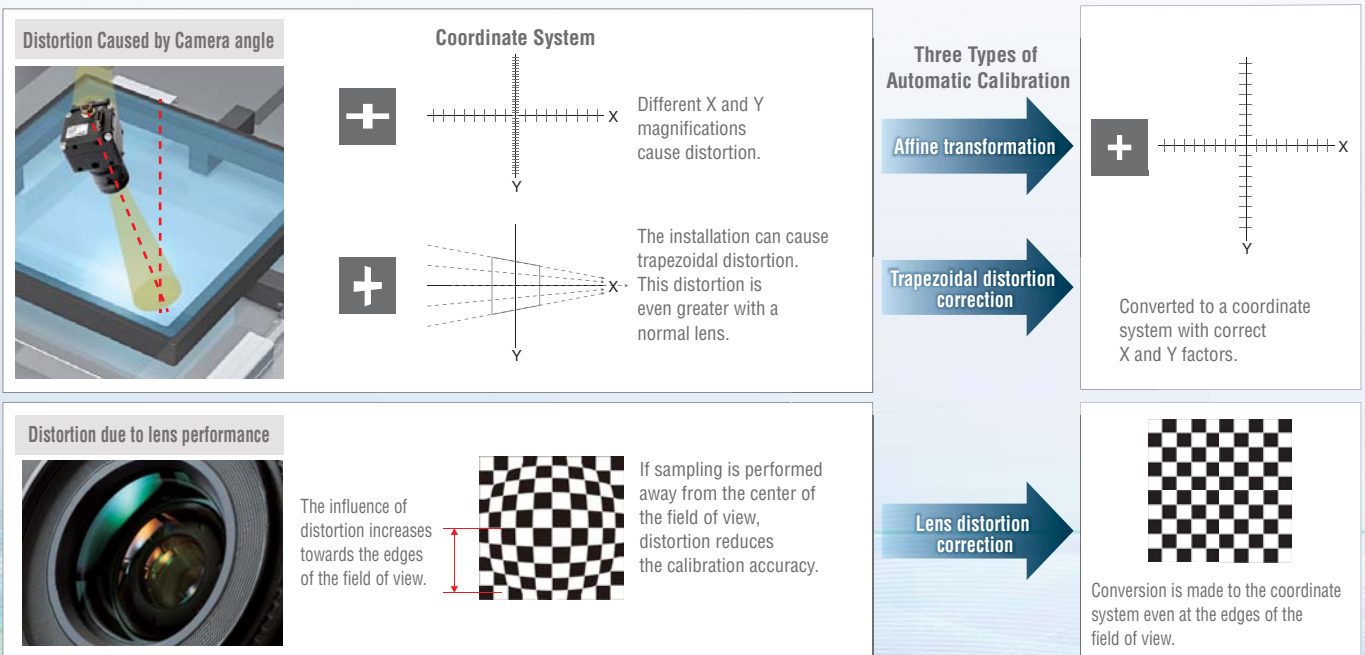 Distortion Caused by Camera angle
Coordinate System
X
Y
Different X and Y
magnifications
cause distortion.
X
Y
The installation can cause
trapezoidal distortion.
This distortion is
even greater with a
normal lens.
Three Types of
Automatic Calibration
Affine transformation
Trapezoidal distortion
correction
X
Y
Converted to a coordinate
system with correct
X and Y factors.
Distortion due to lens performance
The influence of
distortion increases
towards the edges
of the field of view.
If sampling is performed
away from the center of
the field of view,
distortion reduces
the calibration accuracy.
Lens distortion
correction
Conversion is made to the coordinate
system even at the edges of the
field of view.